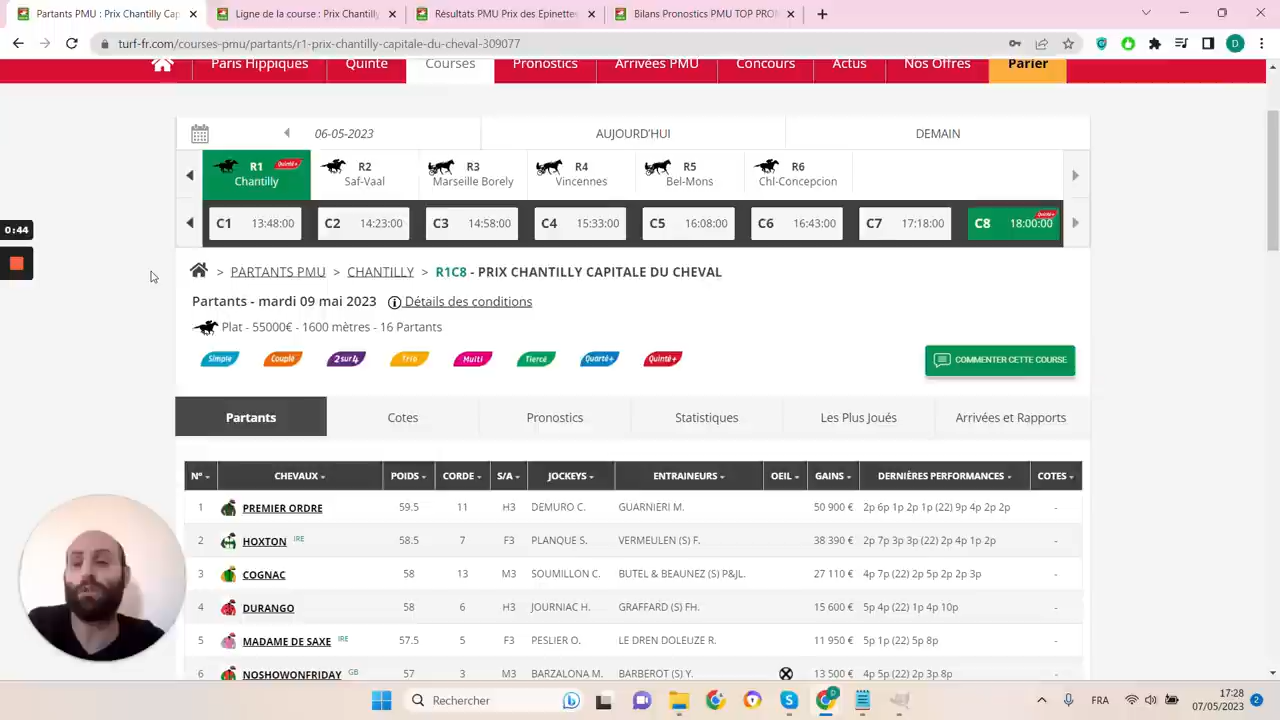 Partants PMU : Prix Chantilly Cap
Ligne de la course : Chantilly
Résultats PMU Prix des Epinettes
Bilans Pronostics PMU TOP PRON
turf-fr.com/courses-pmu/partants/r1-prix-chantilly-capitale-du-cheval-309077
Paris Hippiques Quinte Courses Pronostics Arrivées PMU Concours Actus Nos Offres Parier
06-05-2023 AUJOURD'HUI DEMAIN
R1 Quinté+ R2 R3 R4 R5 R6
Chantilly Saf-Vaal Marseille Borely Vincennes Bel-Mons Chl-Concepcion
C1 13:48:00 C2 14:23:00 C3 14:58:00 C4 15:33:00 C5 16:08:00 C6 16:43:00 C7 17:18:00 C8 18:00:00 Quinté+
0:44
> PARTANTS PMU > CHANTILLY > R1C8 - PRIX CHANTILLY CAPITALE DU CHEVAL
Partants - mardi 09 mai 2023 Détails des conditions
Plat - 55000€ - 1600 mètres - 16 Partants
Simple Couplé 2sur4 Trio Multi Tiercé Quarté+ Quinté+
COMMENTER CETTE COURSE
Partants Cotes Pronostics Statistiques Les Plus Joués Arrivées et Rapports
N° CHEVAUX POIDS CORDE S/A JOCKEYS ENTRAINEURS OEIL GAINS DERNIÈRES PERFORMANCES COTES
1 PREMIER ORDRE 59.5 11 H3 DEMURO C. GUARNIERI M. 50 900 € 2p 6p 1p 2p 1p (22) 9p 4p 2p 2p -
2 HOXTON IRE 58.5 7 F3 PLANQUE S. VERMEULEN (S) F. 38 390 € 2p 7p 3p 3p (22) 2p 4p 1p 2p -
3 COGNAC 58 13 M3 SOUMILLON C. BUTEL & BEAUNEZ (S) P&JL. 27 110 € 4p 7p (22) 2p 5p 2p 2p 3p -
4 DURANGO 58 6 H3 JOURNIAC H. GRAFFARD (S) FH. 15 600 € 5p 4p (22) 1p 4p 10p -
5 MADAME DE SAXE IRE 57.5 5 F3 PESLIER O. LE DREN DOLEUZE R. 11 950 € 5p 1p (22) 5p 8p -
6 NOSHOWONFRIDAY GB 57 3 M3 BARZALONA M. BARBEROT (S) Y. 13 500 € 4p 5p (22) 2p 3p 8p -
Rechercher
FRA
17:28
07/05/2023
2